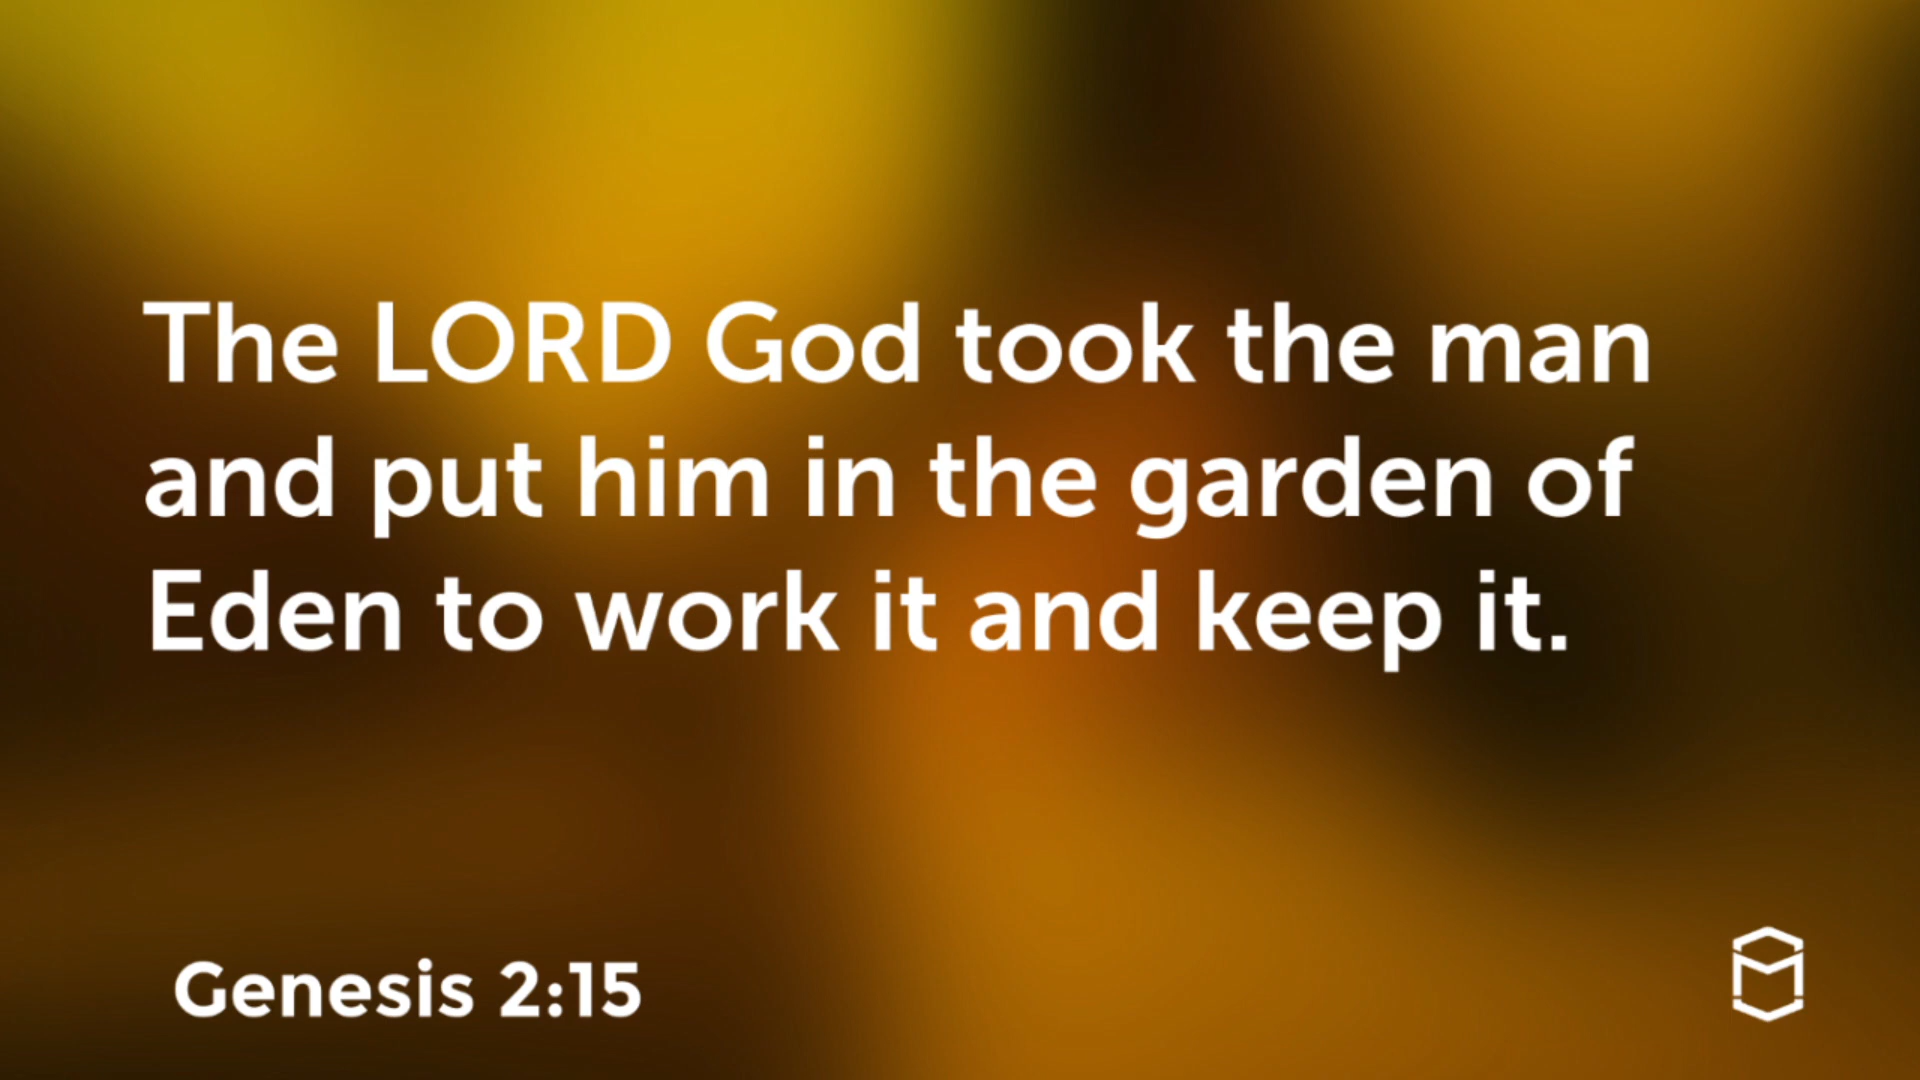 The LORD God took the man
and put him in the garden of
Eden to work it and keep it.
Genesis 2:15